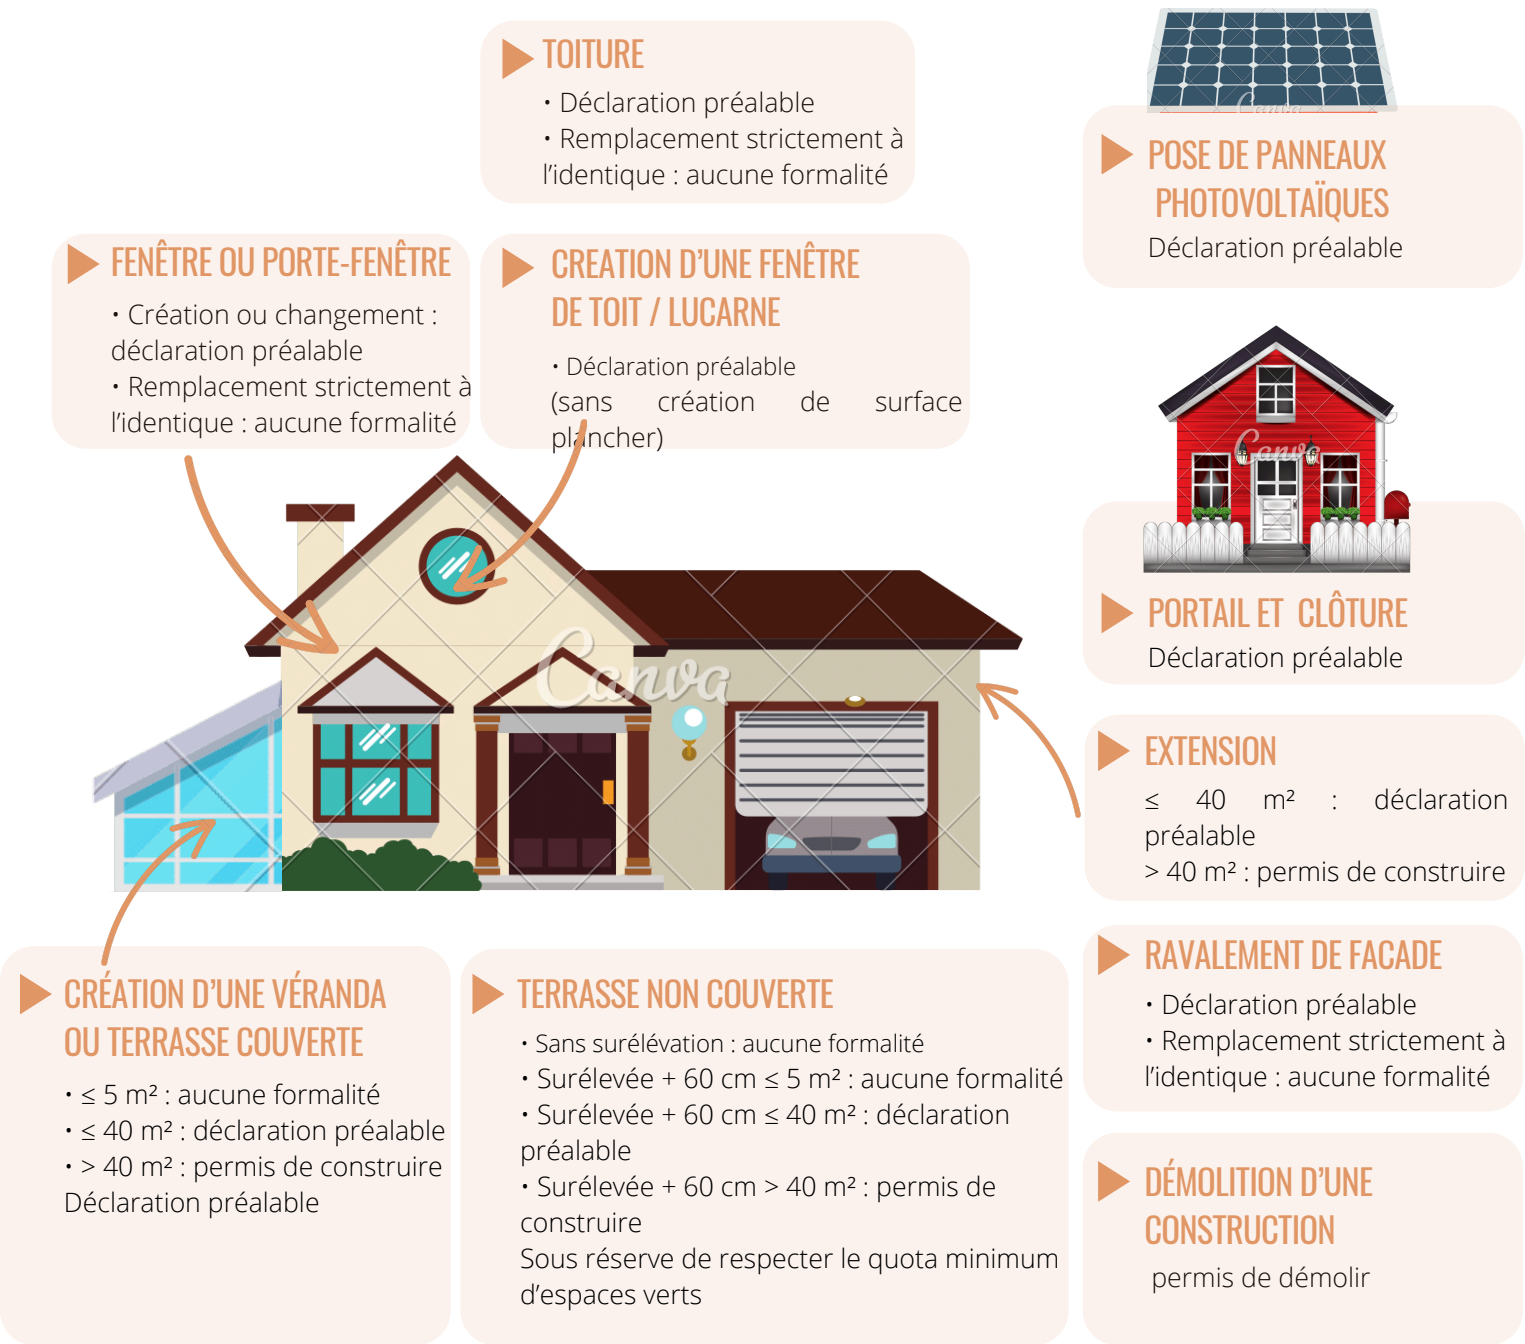 TOITURE
• Déclaration préalable
• Remplacement strictement à
l’identique : aucune formalité
POSE DE PANNEAUX
PHOTOVOLTAÏQUES
Déclaration préalable
FENÊTRE OU PORTE-FENÊTRE
• Création ou changement :
déclaration préalable
• Remplacement strictement à
l’identique : aucune formalité
CREATION D’UNE FENÊTRE
DE TOIT / LUCARNE
• Déclaration préalable
(sans création de surface
plancher)
Canva
Canva
Canva
PORTAIL ET CLÔTURE
Déclaration préalable
EXTENSION
≤ 40 m² : déclaration
préalable
> 40 m² : permis de construire
RAVALEMENT DE FACADE
• Déclaration préalable
• Remplacement strictement à
l’identique : aucune formalité
CRÉATION D’UNE VÉRANDA
OU TERRASSE COUVERTE
• ≤ 5 m² : aucune formalité
• ≤ 40 m² : déclaration préalable
• > 40 m² : permis de construire
Déclaration préalable
TERRASSE NON COUVERTE
• Sans surélévation : aucune formalité
• Surélevée + 60 cm ≤ 5 m² : aucune formalité
• Surélevée + 60 cm ≤ 40 m² : déclaration
préalable
• Surélevée + 60 cm > 40 m² : permis de
construire
Sous réserve de respecter le quota minimum
d’espaces verts
DÉMOLITION D’UNE
CONSTRUCTION
permis de démolir